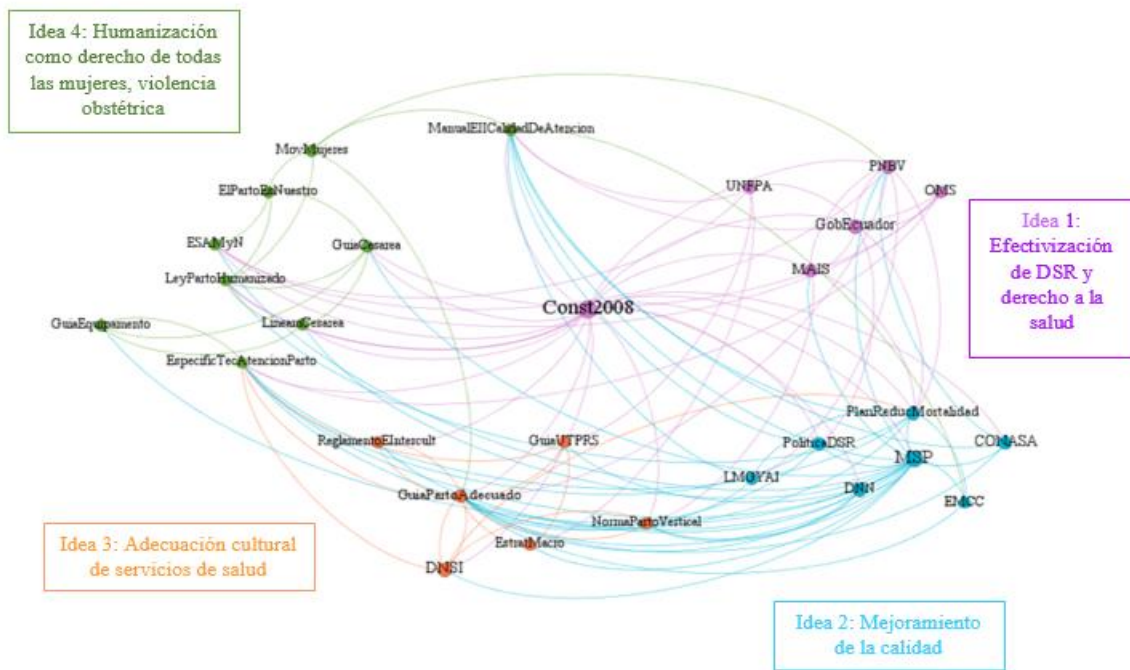 Idea 4: Humanización
como derecho de todas
las mujeres, violencia
obstétrica
ManualEIICalidadDeAtencion
MovMujeres
PNBV
UNFPA
OMS
ElPartoEsNuestro
GobEcuador
Idea 1:
Efectivización
de DSR y
derecho a la
salud
ESAMyN
GuiaCesarea
MAIS
LeyPartoHumanizado
Const2008
GuiaEquipamento
LineamCesarea
EspecificTecAtencionParto
PlanReducMortalidad
ReglamentoEIntercult
GuiaUTPRS
PoliticaDSR
CONASA
MSP
LMGYAI
DNN
GuiaPartoAdecuado
EMCC
NormaPartoVertical
EstratMacro
Idea 3: Adecuación cultural
de servicios de salud
DNSI
Idea 2: Mejoramiento
de la calidad